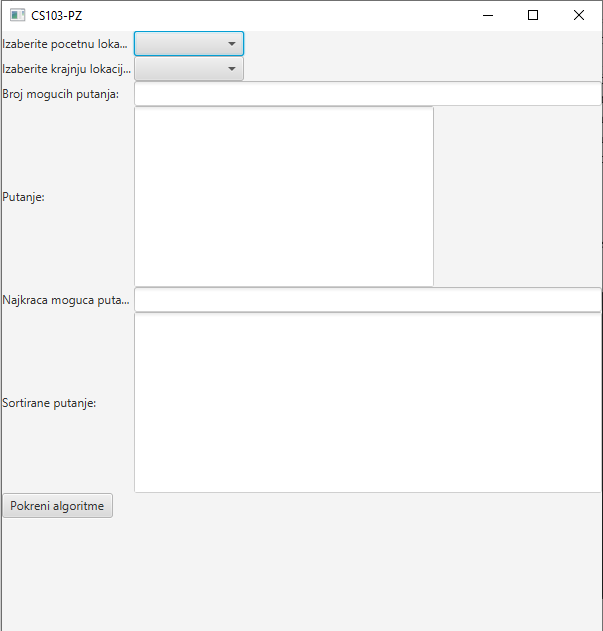 CS103-PZ
Izaberite pocetnu loka...
Izaberite krajnju lokacij...
Broj mogucih putanja:
Putanje:
Najkraca moguca puta...
Sortirane putanje:
Pokreni algoritme